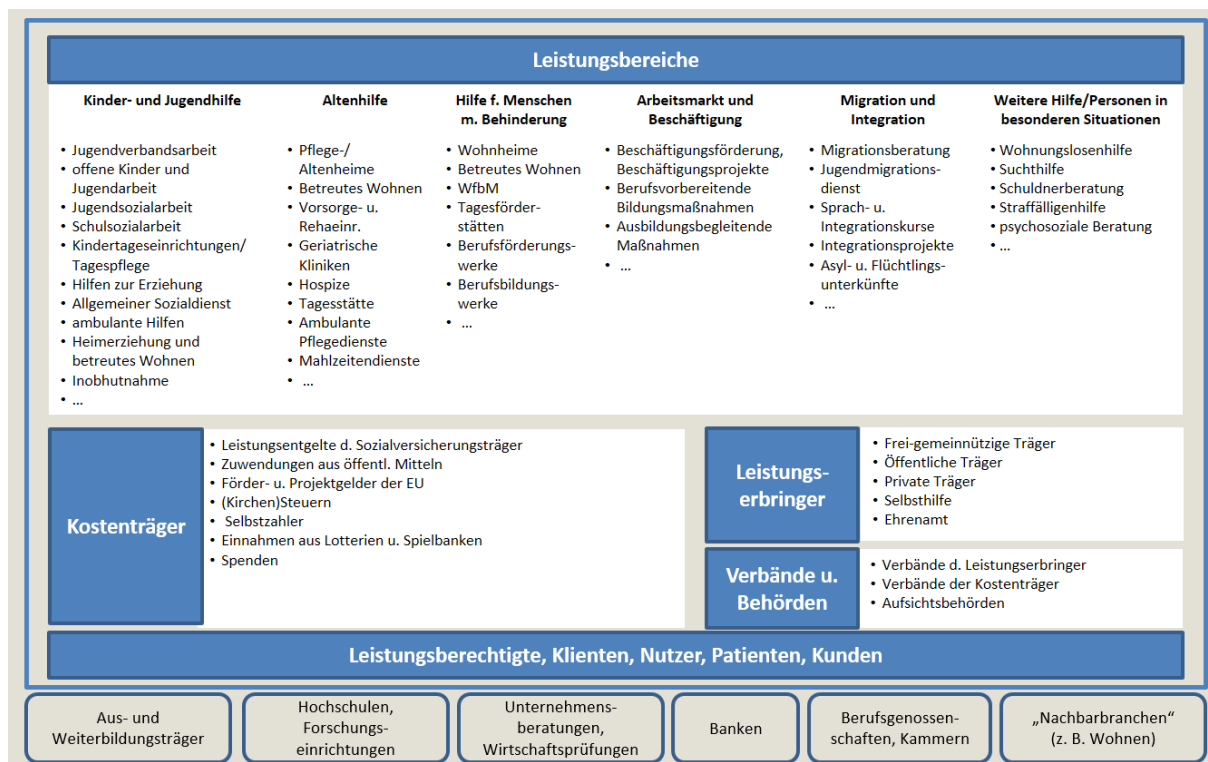 Leistungsbereiche
Kinder- und Jugendhilfe
• Jugendverbandsarbeit
• offene Kinder und
Jugendarbeit
• Jugendsozialarbeit
• Schulsozialarbeit
• Kindertageseinrichtungen/
Tagespflege
• Hilfen zur Erziehung
• Allgemeiner Sozialdienst
• ambulante Hilfen
• Heimerziehung und
betreutes Wohnen
• Inobhutnahme
• ...
Altenhilfe
• Pflege-/
Altenheime
• Betreutes Wohnen
• Vorsorge- u.
Rehaeinr.
• Geriatrische
Kliniken
• Hospize
• Tagesstätte
• Ambulante
Pflegedienste
• Mahlzeitendienste
• ...
Hilfe f. Menschen
m. Behinderung
• Wohnheime
• Betreutes Wohnen
• WfbM
• Tagesförder-
stätten
• Berufsförderungs-
werke
• Berufsbildungs-
werke
• ...
Arbeitsmarkt und
Beschäftigung
• Beschäftigungsförderung,
Beschäftigungsprojekte
• Berufsvorbereitende
Bildungsmaßnahmen
• Ausbildungsbegleitende
Maßnahmen
• ...
Migration und
Integration
• Migrationsberatung
• Jugendmigrations-
dienst
• Sprach- u.
Integrationskurse
• Integrationsprojekte
• Asyl- u. Flüchtlings-
unterkünfte
• ...
Weitere Hilfe/Personen in
besonderen Situationen
• Wohnungslosenhilfe
• Suchthilfe
• Schuldnerberatung
• Straffälligenhilfe
• psychosoziale Beratung
• ...
Kostenträger
• Leistungsentgelte d. Sozialversicherungsträger
• Zuwendungen aus öffentl. Mitteln
• Förder- u. Projektgelder der EU
• (Kirchen)Steuern
• Selbstzahler
• Einnahmen aus Lotterien u. Spielbanken
• Spenden
Leistungs-
erbringer
• Frei-gemeinnützige Träger
• Öffentliche Träger
• Private Träger
• Selbsthilfe
• Ehrenamt
Verbände u.
Behörden
• Verbände d. Leistungserbringer
• Verbände der Kostenträger
• Aufsichtsbehörden
Leistungsberechtigte, Klienten, Nutzer, Patienten, Kunden
Aus- und
Weiterbildungsträger
Hochschulen,
Forschungs-
einrichtungen
Unternehmens-
beratungen,
Wirtschaftsprüfungen
Banken
Berufsgenossen-
schaften, Kammern
„Nachbarbranchen“
(z. B. Wohnen)